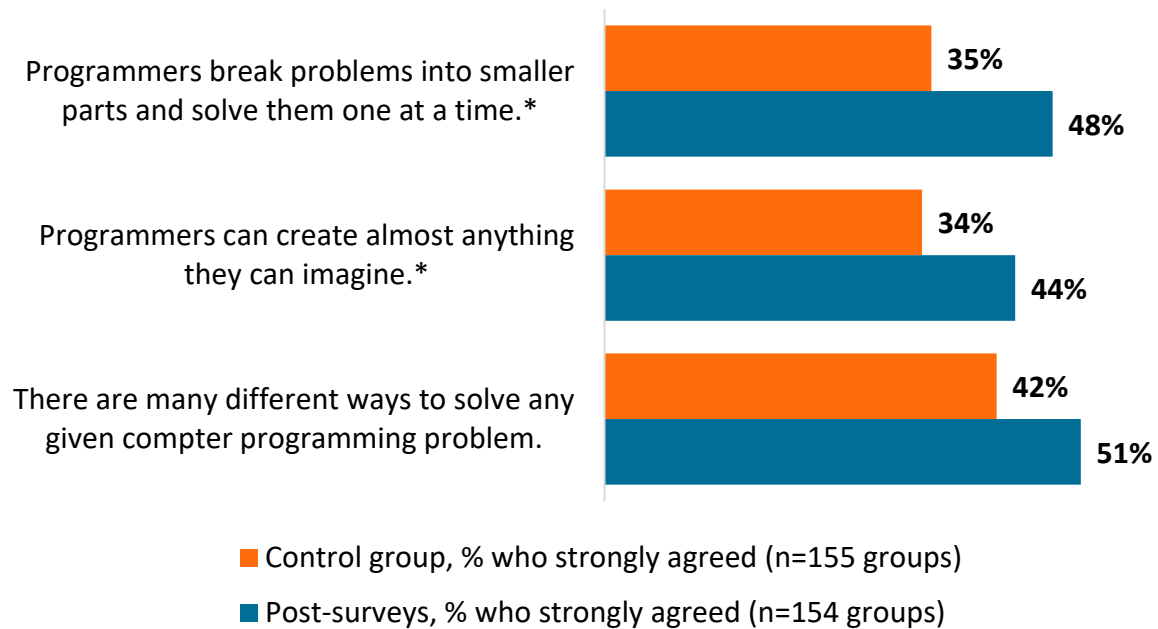 Programmers break problems into smaller
parts and solve them one at a time.*
35%
48%
Programmers can create almost anything
they can imagine.*
34%
44%
There are many different ways to solve any
given compter programming problem.
42%
51%
Control group, % who strongly agreed (n=155 groups)
Post-surveys, % who strongly agreed (n=154 groups)